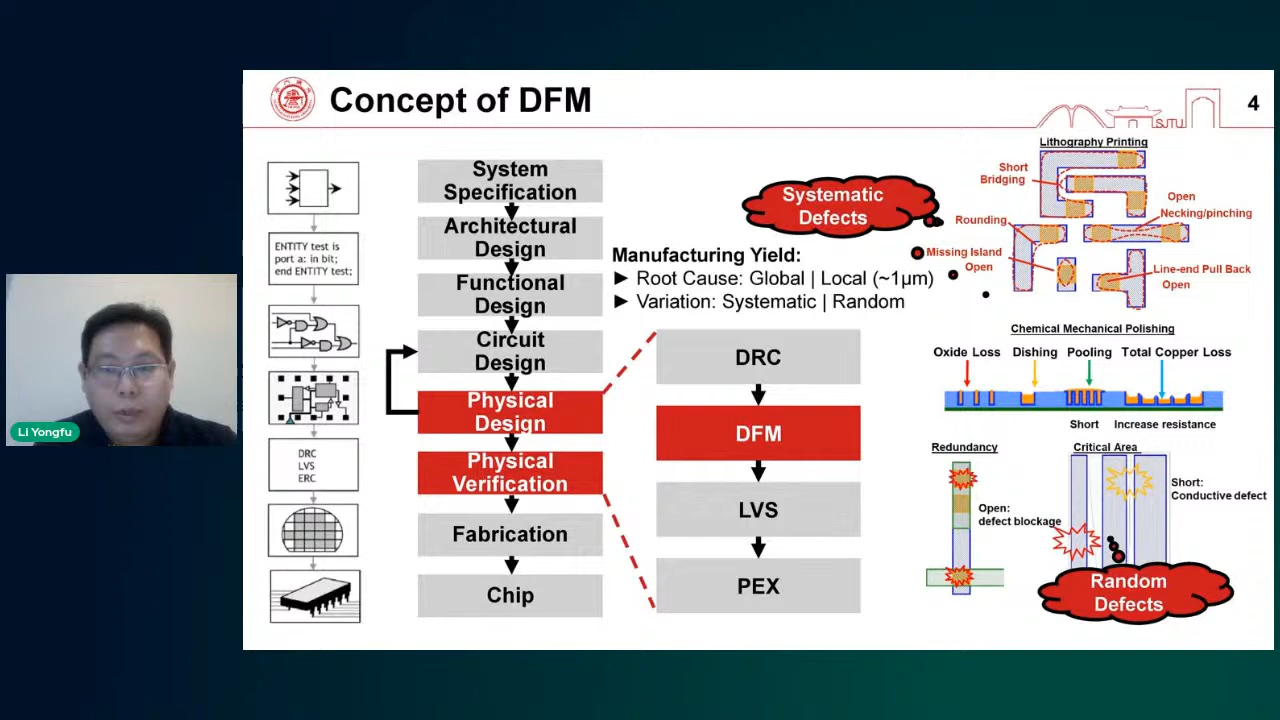 Concept of DFM
4
SJTU
System
Specification
Architectural
Design
Functional
Design
Circuit
Design
Physical
Design
Physical
Verification
Fabrication
Chip
ENTITY test is
port a: in bit;
end ENTITY test;
DRC
LVS
ERC
Systematic
Defects
Manufacturing Yield:
► Root Cause: Global | Local (~1µm)
► Variation: Systematic | Random
DRC
DFM
LVS
PEX
Lithography Printing
Short
Bridging
Open
Necking/pinching
Rounding
Missing Island
Open
Line-end Pull Back
Open
Chemical Mechanical Polishing
Oxide Loss
Dishing
Pooling
Total Copper Loss
Short
Increase resistance
Redundancy
Open:
defect blockage
Critical Area
Short:
Conductive defect
Random
Defects
Li Yongfu